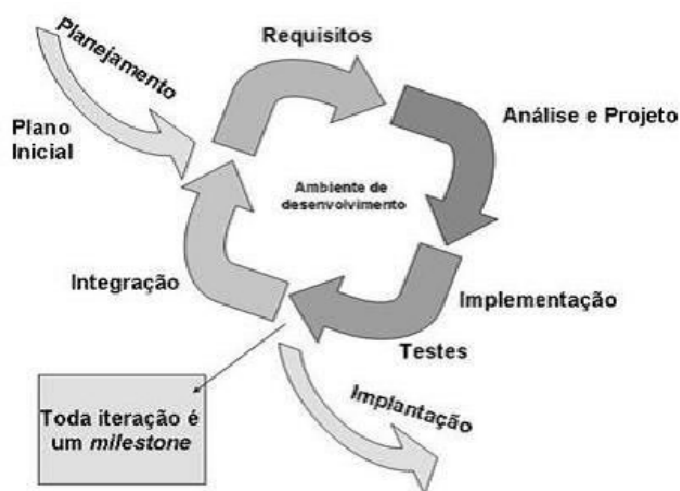 Planejamento
Requisitos
Plano
Inicial
Análise e Projeto
Ambiente de
desenvolvimento
Integração
Implementação
Testes
Toda iteração é
um milestone
Implantação